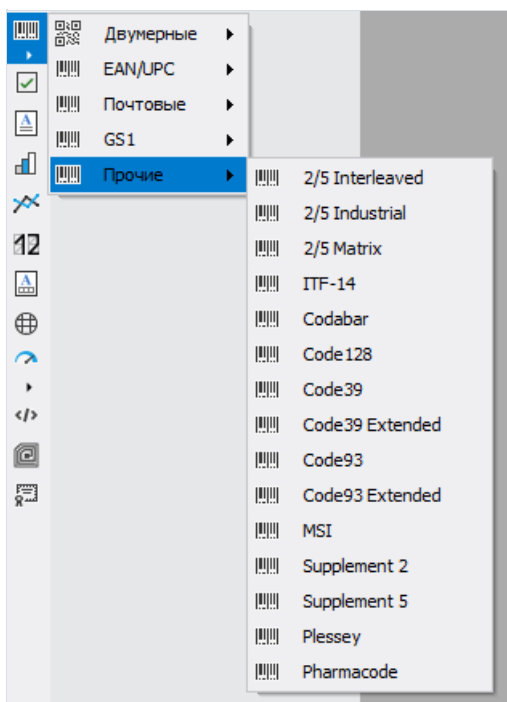 Двумерные
EAN/UPC
Почтовые
GS1
Прочие
2/5 Interleaved
2/5 Industrial
2/5 Matrix
ITF-14
Codabar
Code128
Code39
Code39 Extended
Code93
Code93 Extended
MSI
Supplement 2
Supplement 5
Plessey
Pharmacode
A
12
A